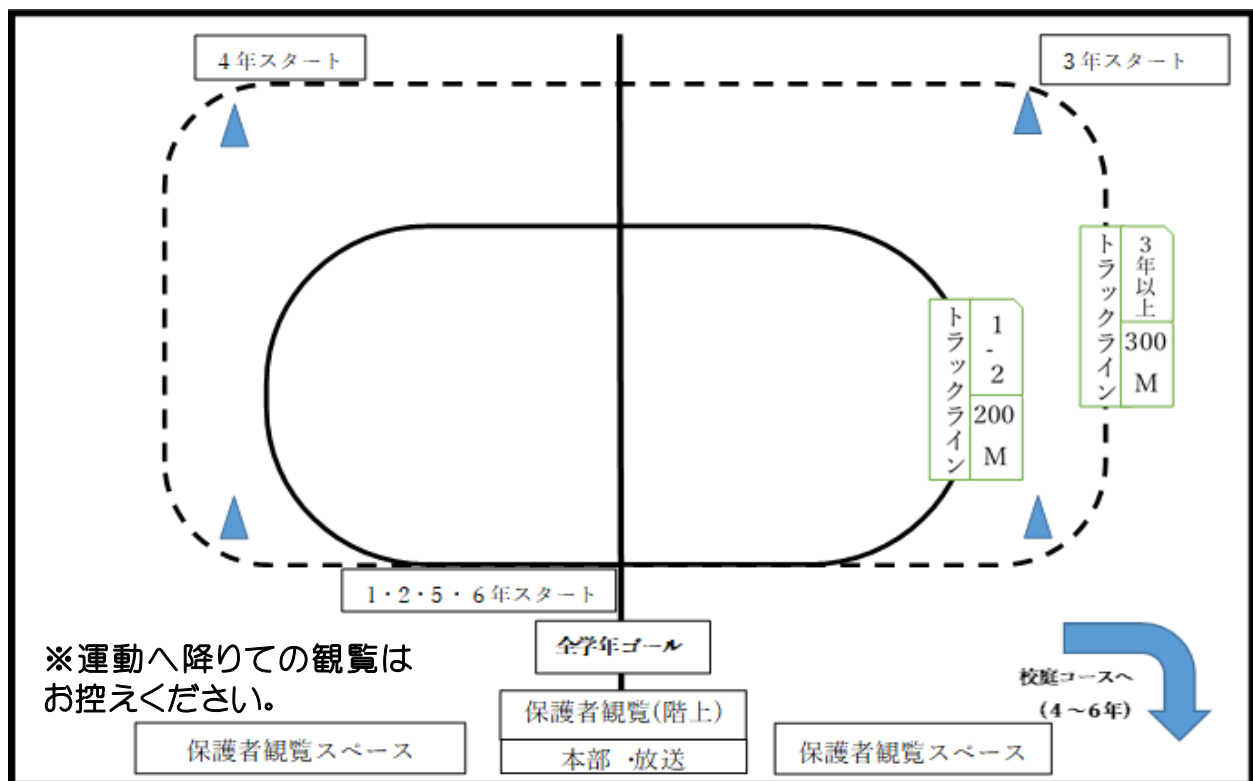 4年スタート
3年スタート
トラックライン
3年以上
300
M
トラックライン
1
-
2
200
M
1・2・5・6年スタート
全学年ゴール
※運動へ降りての観覧は
お控えください。
校庭コースへ
(4～6年)
保護者観覧(階上)
保護者観覧スペース
本部・放送
保護者観覧スペース